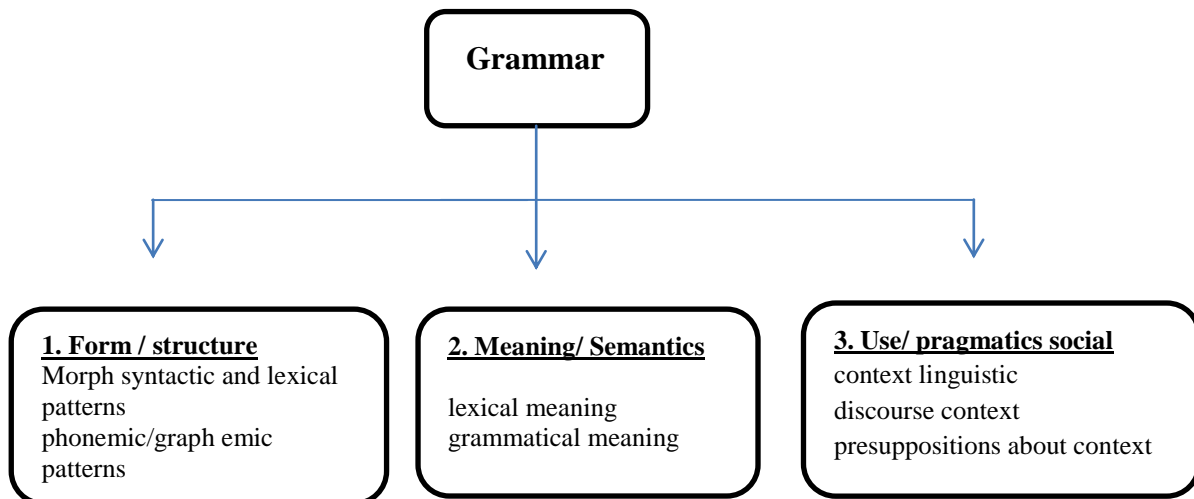 Grammar
1. Form / structure
Morph syntactic and lexical
patterns
phonemic/graph emic
patterns
2. Meaning/ Semantics
lexical meaning
grammatical meaning
3. Use/ pragmatics social
context linguistic
discourse context
presuppositions about context